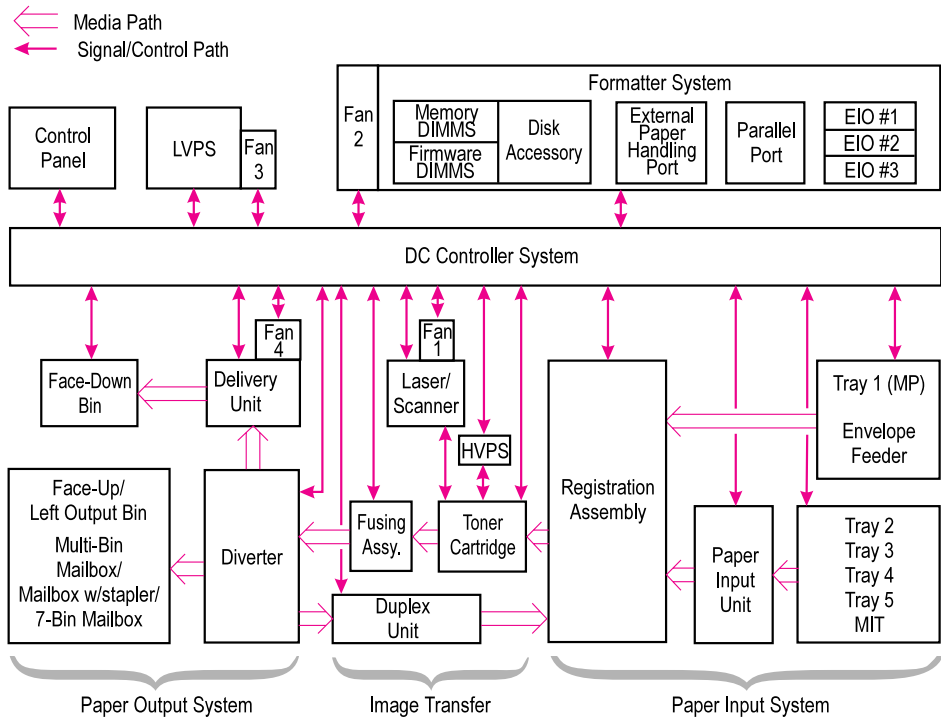 Media Path
Signal/Control Path
Control
Panel
LVPS
Fan
3
Fan
2
Formatter System
Memory
DIMMS
Firmware
DIMMS
Disk
Accessory
External
Paper
Handling
Port
Parallel
Port
EIO #1
EIO #2
EIO #3
DC Controller System
Fan
4
Fan
1
Face-Down
Bin
Delivery
Unit
Laser/
Scanner
HVPS
Tray 1 (MP)
Envelope
Feeder
Face-Up/
Left Output Bin
Multi-Bin
Mailbox/
Mailbox w/stapler/
7-Bin Mailbox
Diverter
Fusing
Assy.
Toner
Cartridge
Registration
Assembly
Paper
Input
Unit
Tray 2
Tray 3
Tray 4
Tray 5
MIT
Duplex
Unit
Paper Output System
Image Transfer
Paper Input System